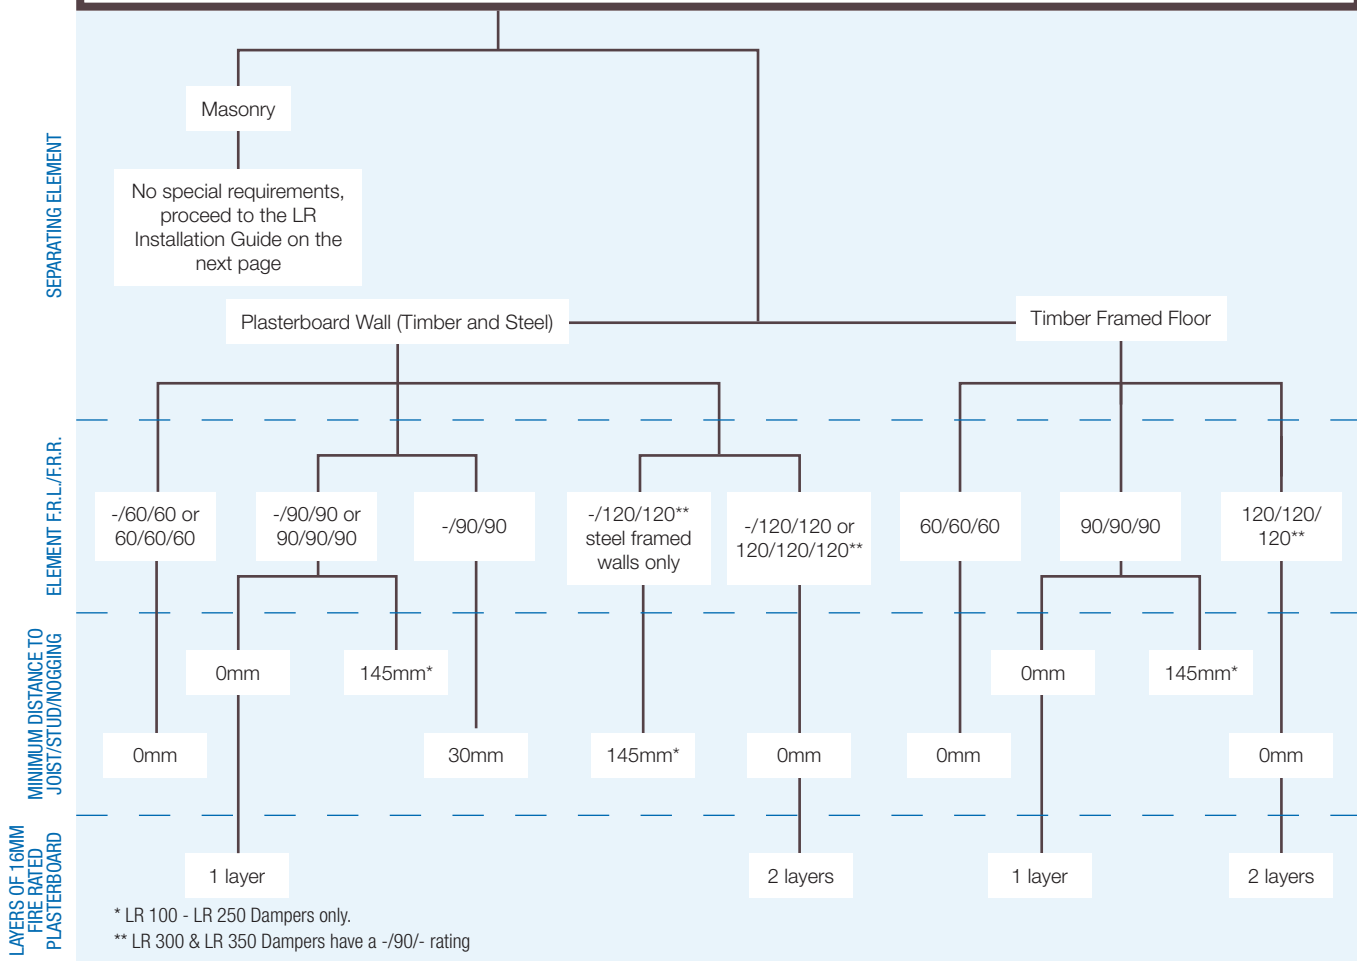 SEPARATING ELEMENT
Masonry
No special requirements,
proceed to the LR
Installation Guide on the
next page
Plasterboard Wall (Timber and Steel)
Timber Framed Floor
ELEMENT F.R.L./F.R.R.
-/60/60 or
60/60/60
-/90/90 or
90/90/90
-/90/90
-/120/120**
steel framed
walls only
-/120/120 or
120/120/120**
60/60/60
90/90/90
120/120/
120**
MINIMUM DISTANCE TO
JOIST/STUD/NOGGING
0mm
145mm*
0mm
145mm*
0mm
30mm
145mm*
0mm
0mm
0mm
LAYERS OF 16MM
FIRE RATED
PLASTERBOARD
1 layer
2 layers
1 layer
2 layers
* LR 100 - LR 250 Dampers only.
** LR 300 & LR 350 Dampers have a -/90/- rating